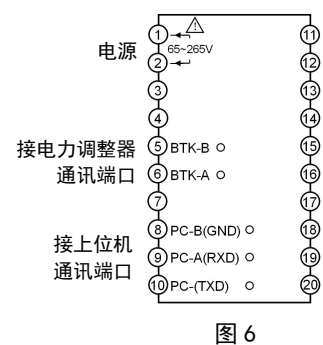 ① ⑪
电源 65~265V
② ⑫
③ ⑬
④ ⑭
接电力调整器 ⑤ BTK-B ⑮
通讯端口 ⑥ BTK-A ⑯
⑦ ⑰
接上位机 ⑧ PC-B(GND) ⑱
通讯端口 ⑨ PC-A(RXD) ⑲
⑩ PC-(TXD) ⑳
图 6